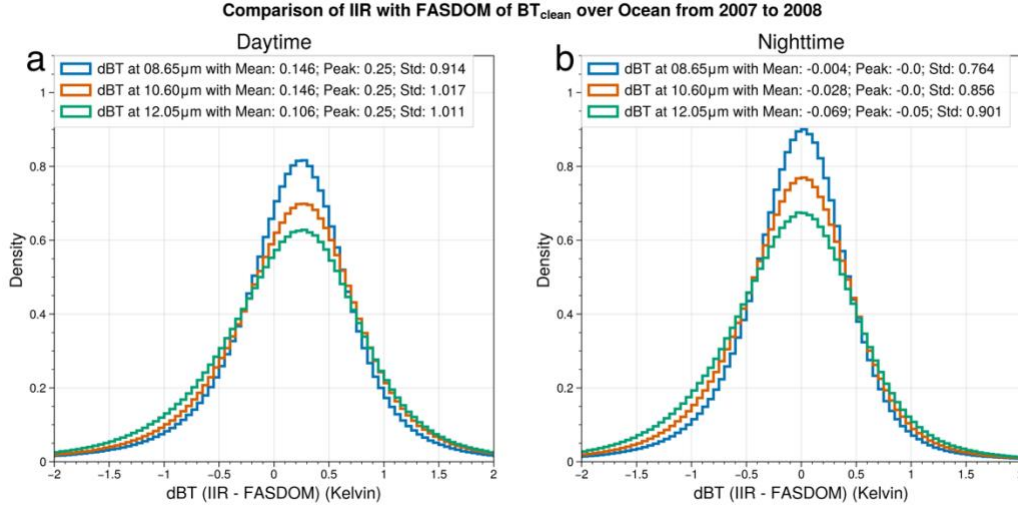 Comparison of IIR with FASDOM of BTclean over Ocean from 2007 to 2008
Daytime
a
dBT at 08.65μm with Mean: 0.146; Peak: 0.25; Std: 0.914
dBT at 10.60μm with Mean: 0.146; Peak: 0.25; Std: 1.017
dBT at 12.05μm with Mean: 0.106; Peak: 0.25; Std: 1.011
1
0.8
0.6
0.4
0.2
0
Density
-2 -1.5 -1 -0.5 0 0.5 1 1.5 2
dBT (IIR - FASDOM) (Kelvin)
Nighttime
b
dBT at 08.65μm with Mean: -0.004; Peak: -0.0; Std: 0.764
dBT at 10.60μm with Mean: -0.028; Peak: -0.0; Std: 0.856
dBT at 12.05μm with Mean: -0.069; Peak: -0.05; Std: 0.901
1
0.8
0.6
0.4
0.2
0
Density
-2 -1.5 -1 -0.5 0 0.5 1 1.5
dBT (IIR - FASDOM) (Kelvin)